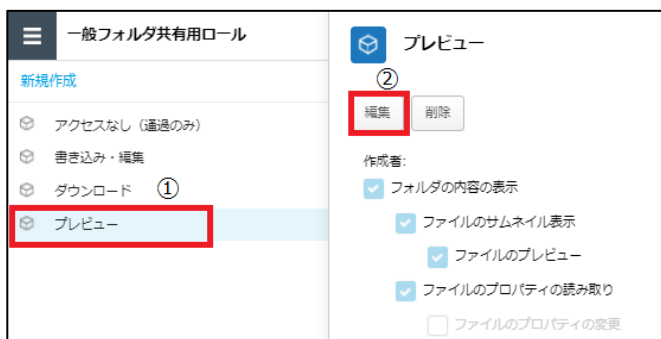 一般フォルダ共有用ロール
新規作成
アクセスなし（通過のみ）
書き込み・編集
ダウンロード ①
プレビュー
プレビュー
②
編集 削除
作成者:
フォルダの内容の表示
ファイルのサムネイル表示
ファイルのプレビュー
ファイルのプロパティの読み取り
ファイルのプロパティの変更